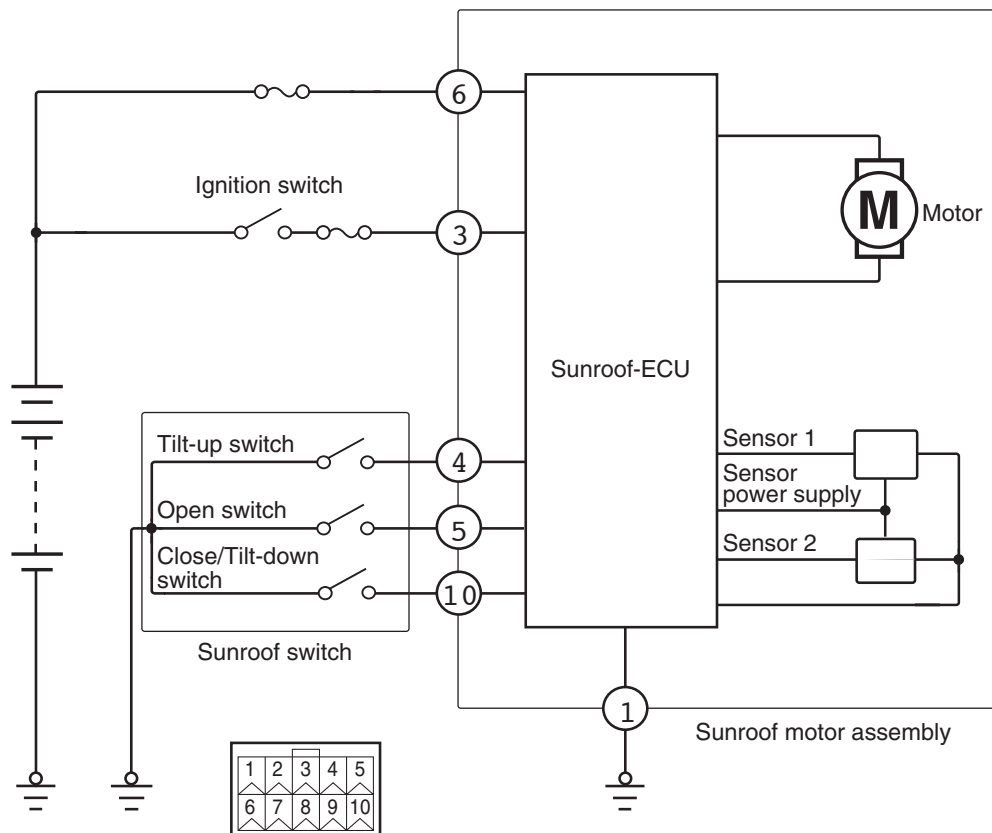 6
Ignition switch
3
M
Motor
Sunroof-ECU
Tilt-up switch
4
Open switch
5
Close/Tilt-down
switch
10
Sunroof switch
Sensor 1
Sensor
power supply
Sensor 2
1
Sunroof motor assembly
1 2 3 4 5
6 7 8 9 10